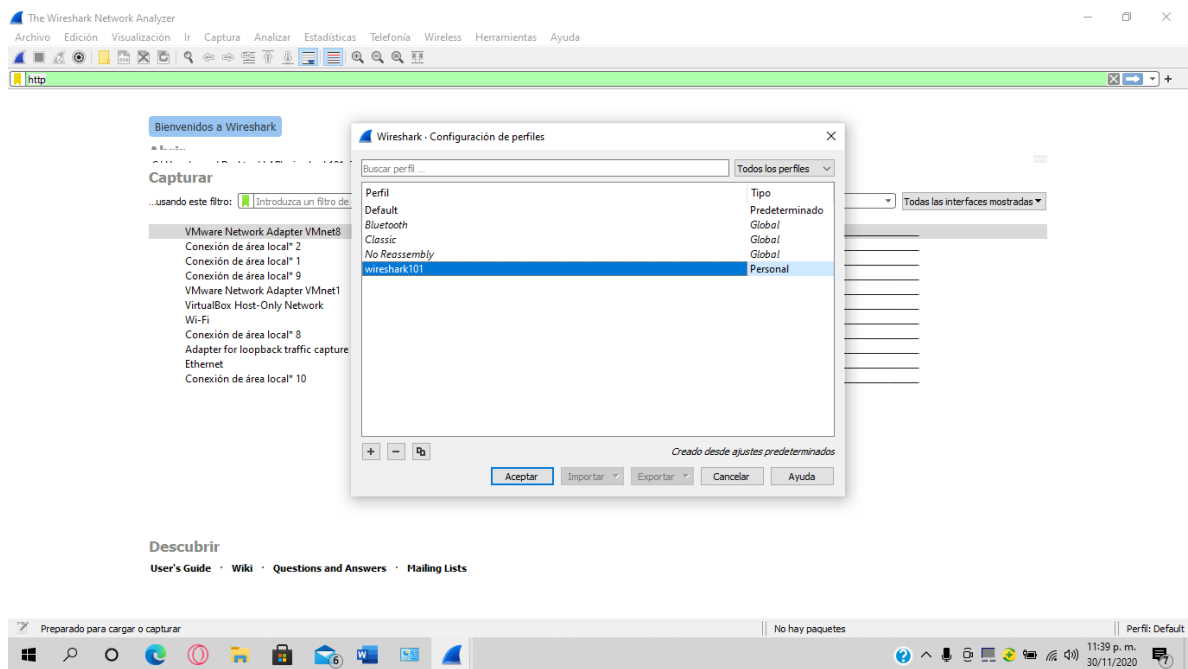 The Wireshark Network Analyzer
Archivo Edición Visualización Ir Captura Analizar Estadísticas Telefonía Wireless Herramientas Ayuda
http
Bienvenidos a Wireshark
Capturar
...usando este filtro: Introduzca un filtro de
Todas las interfaces mostradas
VMware Network Adapter VMnet8
Conexión de área local* 2
Conexión de área local* 1
Conexión de área local* 9
VMware Network Adapter VMnet1
VirtualBox Host-Only Network
Wi-Fi
Conexión de área local* 8
Adapter for loopback traffic capture
Ethernet
Conexión de área local* 10
Wireshark · Configuración de perfiles
Buscar perfil ...
Todos los perfiles
Perfil Tipo
Default Predeterminado
Bluetooth Global
Classic Global
No Reassembly Global
wireshark101 Personal
Creado desde ajustes predeterminados
Aceptar Importar Exportar Cancelar Ayuda
Descubrir
User's Guide · Wiki · Questions and Answers · Mailing Lists
Preparado para cargar o capturar
No hay paquetes
Perfil: Default
6
11:39 p. m.
30/11/2020
7